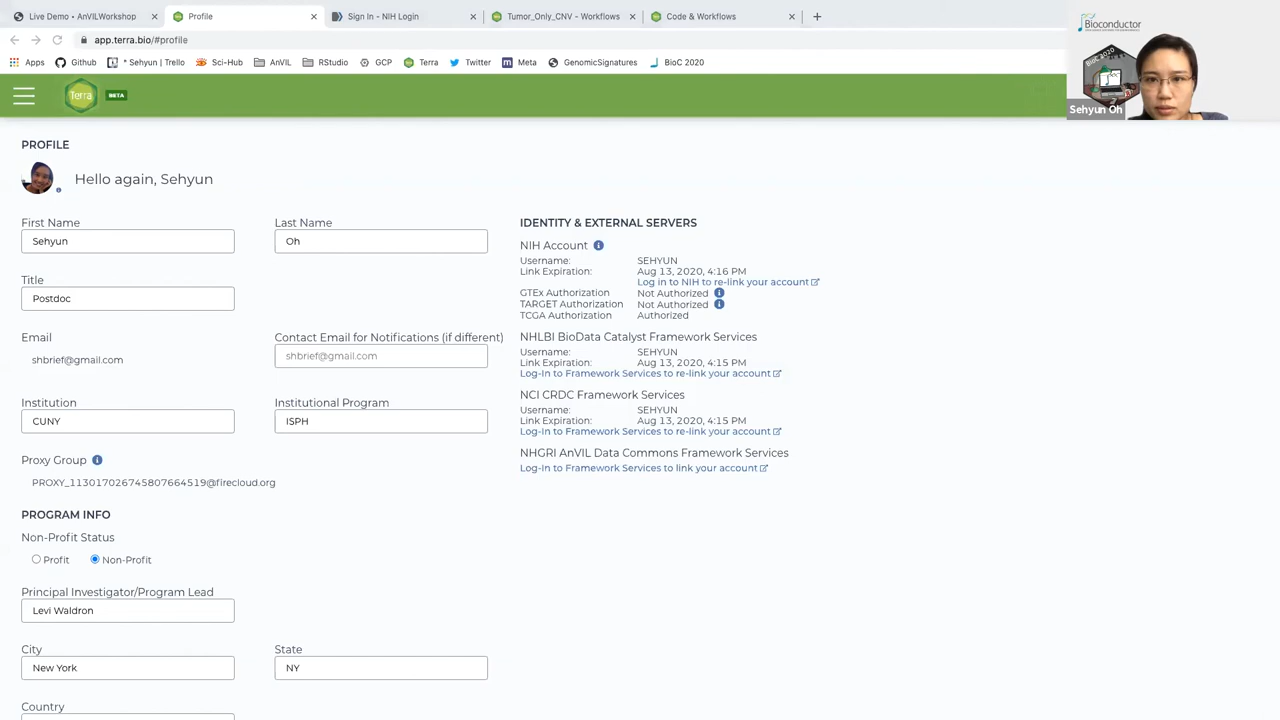 Live Demo • AnVILWorkshop
Profile
Sign In - NIH Login
Tumor_Only_CNV - Workflows
Code & Workflows
app.terra.bio/#profile
Apps
Github
* Sehyun | Trello
Sci-Hub
AnVIL
RStudio
GCP
Terra
Twitter
Meta
GenomicSignatures
BioC 2020
Bioconductor
BioC 2020
Sehyun Oh
Terra
BETA
PROFILE
Hello again, Sehyun
First Name
Last Name
Sehyun
Oh
Title
Postdoc
Email
Contact Email for Notifications (if different)
shbrief@gmail.com
shbrief@gmail.com
Institution
Institutional Program
CUNY
ISPH
Proxy Group
PROXY_113017026745807664519@firecloud.org
PROGRAM INFO
Non-Profit Status
Profit
Non-Profit
Principal Investigator/Program Lead
Levi Waldron
City
State
New York
NY
Country
IDENTITY & EXTERNAL SERVERS
NIH Account
Username: SEHYUN
Link Expiration: Aug 13, 2020, 4:16 PM
Log in to NIH to re-link your account
GTEx Authorization Not Authorized
TARGET Authorization Not Authorized
TCGA Authorization Authorized
NHLBI BioData Catalyst Framework Services
Username: SEHYUN
Link Expiration: Aug 13, 2020, 4:15 PM
Log-In to Framework Services to re-link your account
NCI CRDC Framework Services
Username: SEHYUN
Link Expiration: Aug 13, 2020, 4:15 PM
Log-In to Framework Services to re-link your account
NHGRI AnVIL Data Commons Framework Services
Log-In to Framework Services to link your account